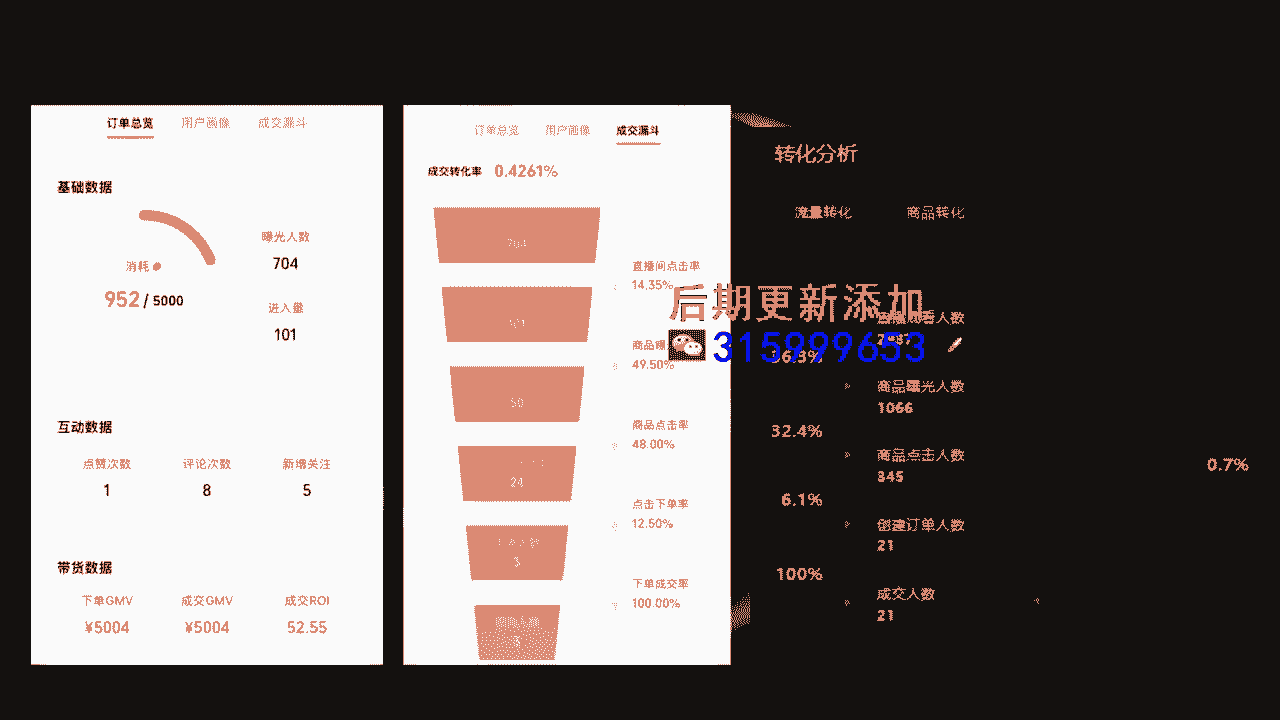 订单总览 用户画像 成交漏斗
基础数据
曝光人数
704
消耗
952 / 5000
进入量
101
互动数据
点赞次数 评论次数 新增关注
1 8 5
带货数据
下单GMV 成交GMV 成交ROI
¥5004 ¥5004 52.55
订单总览 用户画像 成交漏斗
成交转化率 0.4261%
704
直播间点击率
14.35%
101
商品曝
49.50%
50
商品点击率
48.00%
24
点击下单率
12.50%
3
下单成交率
100.00%
3
转化分析
流量转化 商品转化
后期更新添加
315999653
人数
36.3%
商品曝光人数
1066
32.4%
商品点击人数
345
0.7%
6.1%
创建订单人数
21
100%
成交人数
21